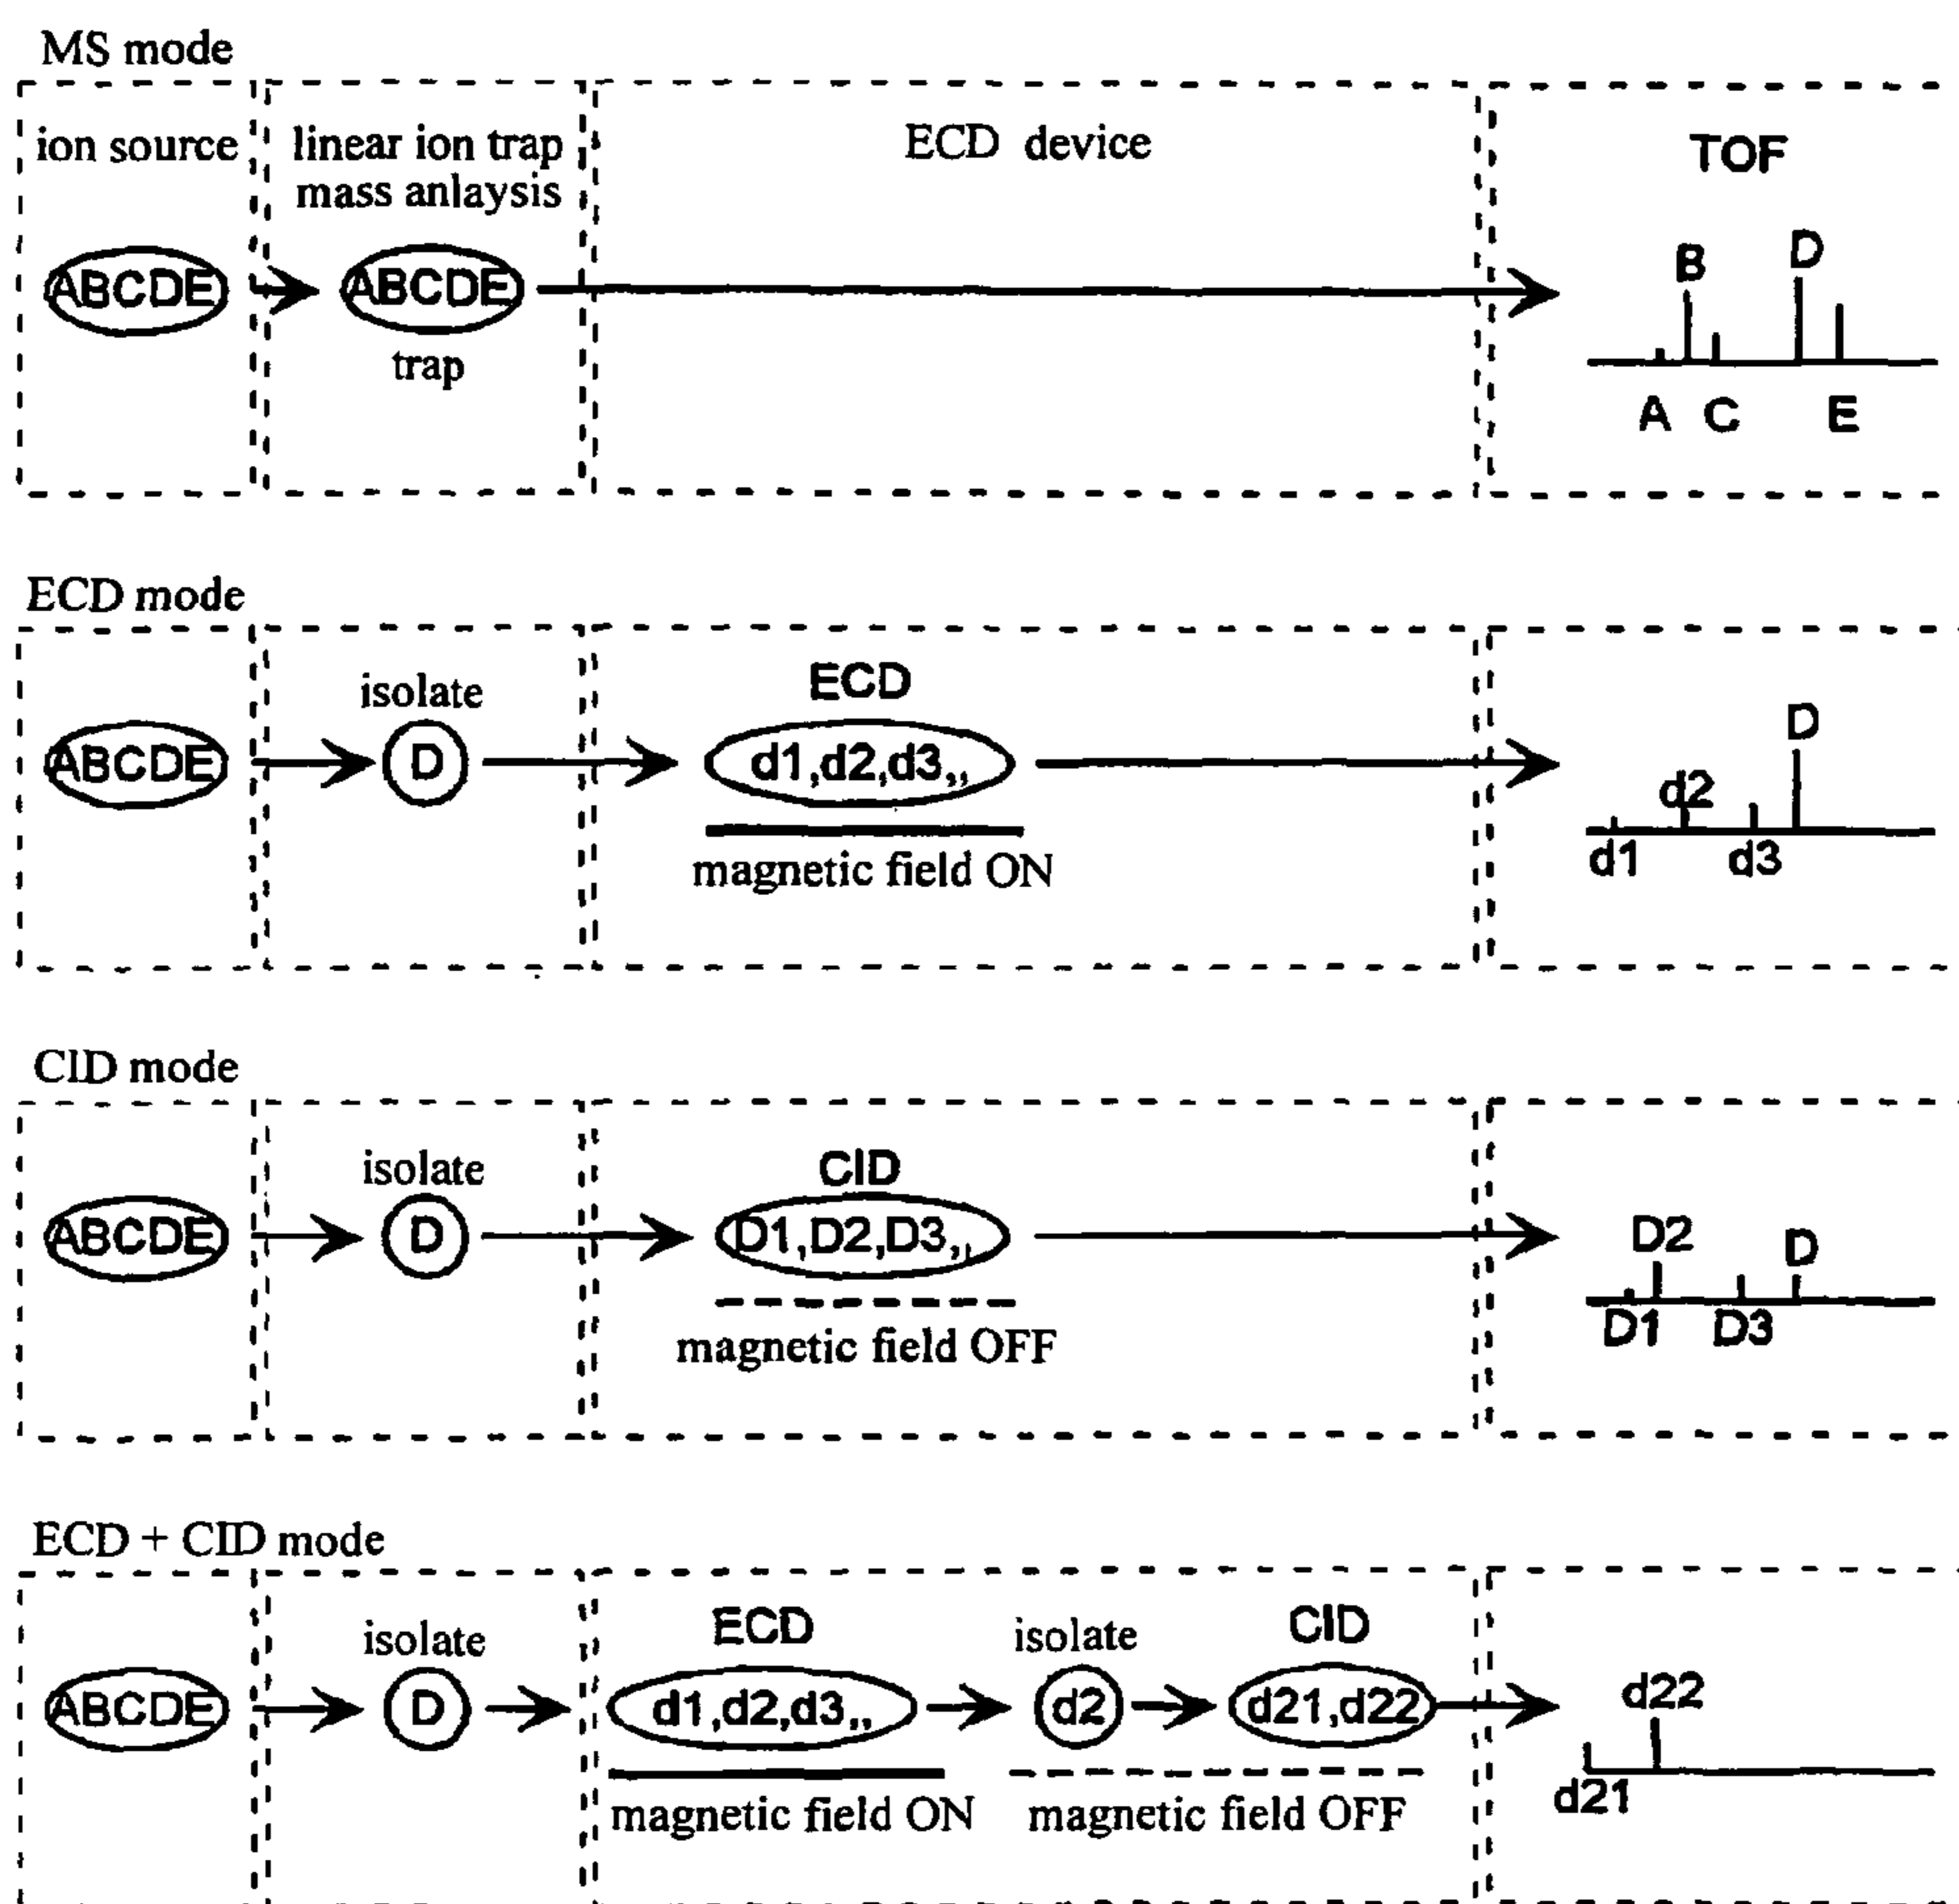 MS mode
ion source
linear ion trap
mass anlaysis
ECD device
TOF
ABCDE
ABCDE
trap
B
D
A
C
E
ECD mode
isolate
ECD
ABCDE
D
d1,d2,d3,,
magnetic field ON
D
d2
d1
d3
CID mode
isolate
CID
ABCDE
D
D1,D2,D3,,
magnetic field OFF
D2
D
D1
D3
ECD + CID mode
isolate
ECD
isolate
CID
ABCDE
D
d1,d2,d3,,
d2
d21,d22
magnetic field ON
magnetic field OFF
d22
d21